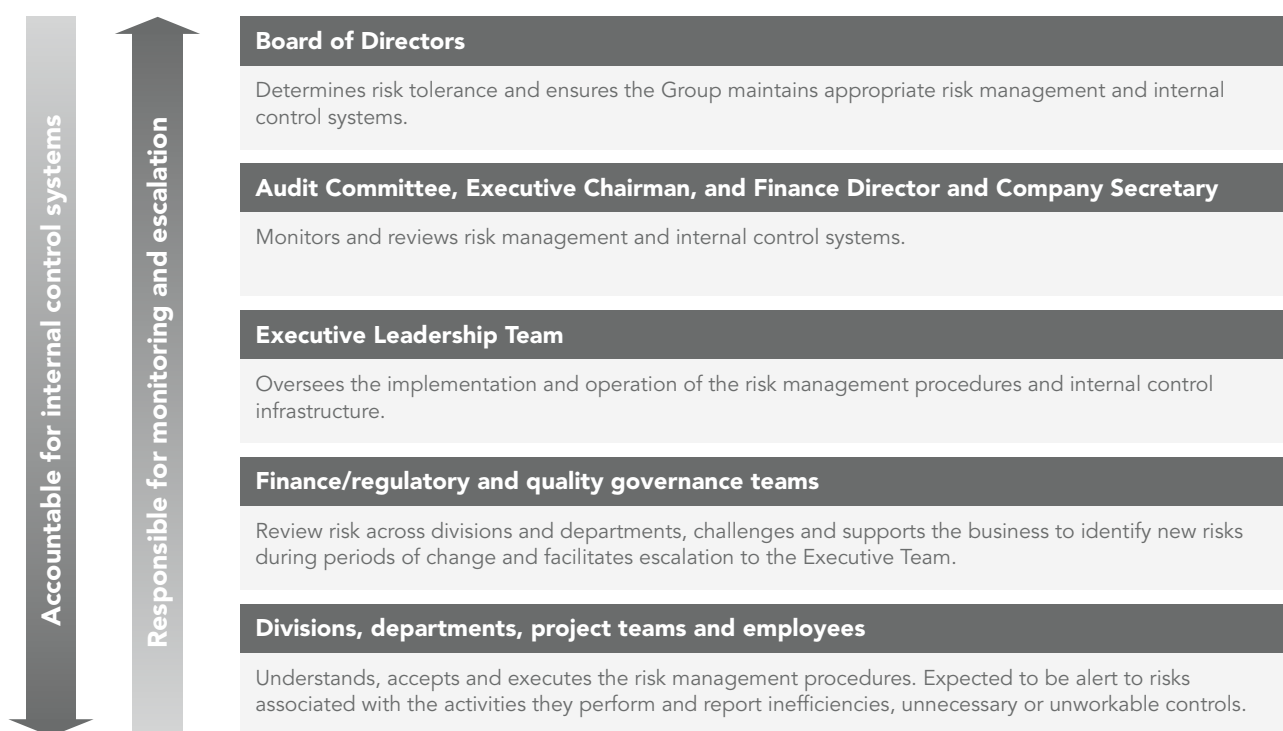 Accountable for internal control systems
Responsible for monitoring and escalation
Board of Directors
Determines risk tolerance and ensures the Group maintains appropriate risk management and internal
control systems.
Audit Committee, Executive Chairman, and Finance Director and Company Secretary
Monitors and reviews risk management and internal control systems.
Executive Leadership Team
Oversees the implementation and operation of the risk management procedures and internal control
infrastructure.
Finance/regulatory and quality governance teams
Review risk across divisions and departments, challenges and supports the business to identify new risks
during periods of change and facilitates escalation to the Executive Team.
Divisions, departments, project teams and employees
Understands, accepts and executes the risk management procedures. Expected to be alert to risks
associated with the activities they perform and report inefficiencies, unnecessary or unworkable controls.